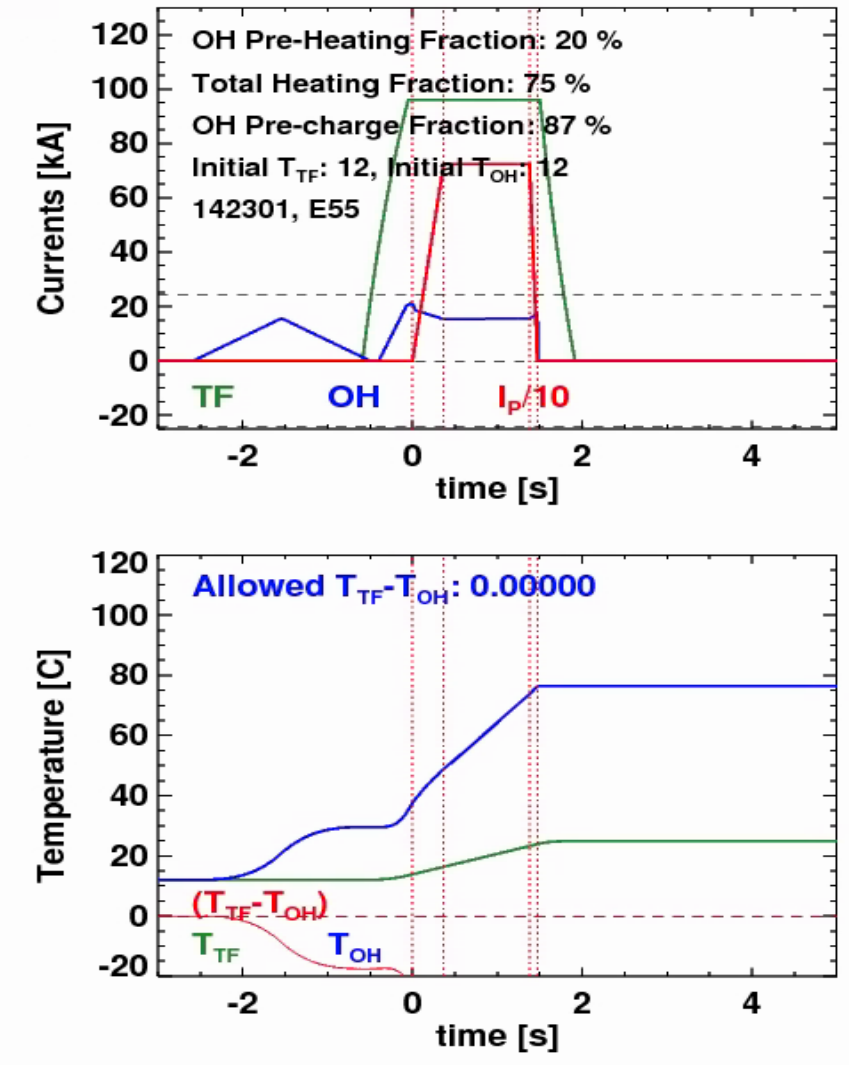 120
OH Pre-Heating Fraction: 20 %
100
Total Heating Fraction: 75 %
80
OH Pre-charge Fraction: 87 %
60
Initial T_TF: 12, Initial T_OH: 12
40
142301, E55
20
0
-20
Currents [kA]
TF OH I_P/10
-2 0 2 4
time [s]
120
Allowed T_TF-T_OH: 0.00000
100
80
60
40
20
0
-20
Temperature [C]
(T_TF-T_OH)
T_TF T_OH
-2 0 2 4
time [s]